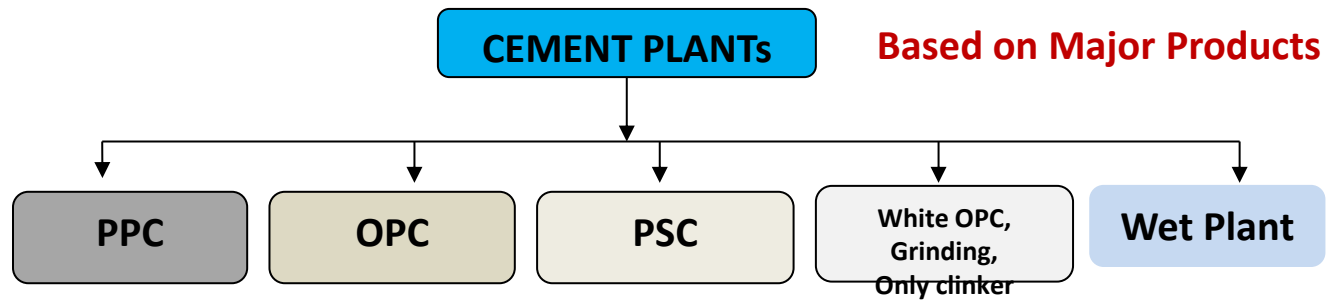 CEMENT PLANTs
Based on Major Products
PPC
OPC
PSC
White OPC,
Grinding,
Only clinker
Wet Plant